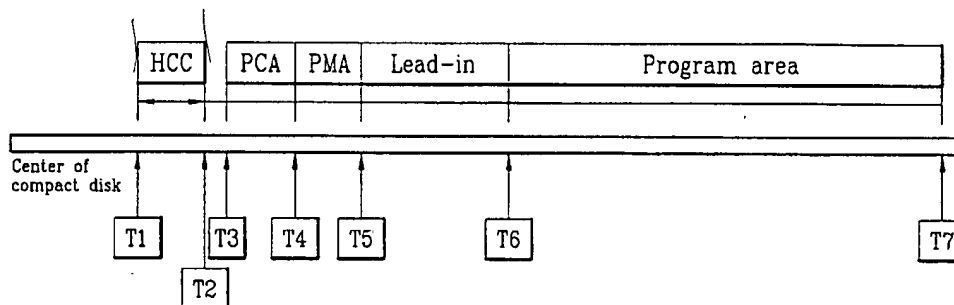 HCC PCA PMA Lead-in Program area
Center of
compact disk
T1 T3 T4 T5 T6 T7
T2